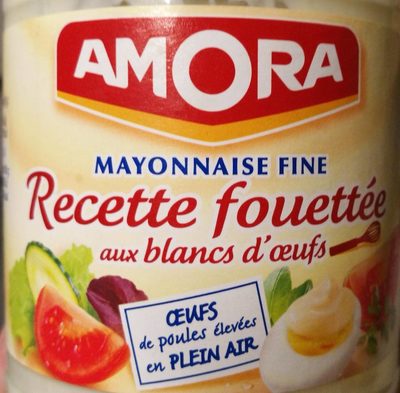 AMORA
MAYONNAISE FINE
Recette fouettée
aux blancs d'œufs
ŒUFS
de poules élevées
en PLEIN AIR